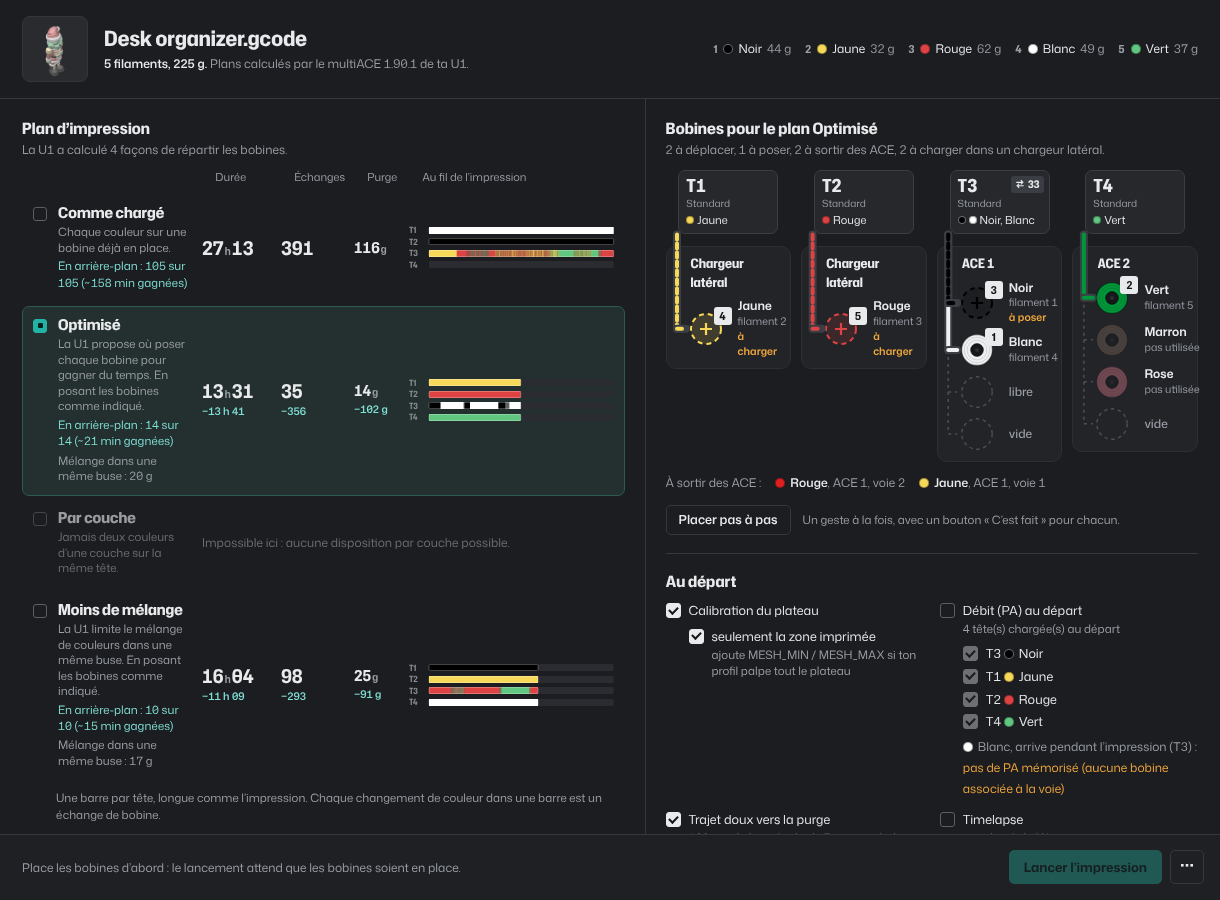 Desk organizer.gcode
5 filaments, 225 g. Plans calculés par le multiACE 1.90.1 de ta U1.
1 Noir 44 g 2 Jaune 32 g 3 Rouge 62 g 4 Blanc 49 g 5 Vert 37 g
Plan d'impression
La U1 a calculé 4 façons de répartir les bobines.
Durée Échanges Purge Au fil de l'impression
Comme chargé
Chaque couleur sur une
bobine déjà en place.
En arrière-plan : 105 sur
105 (~158 min gagnées)
27h13 391 116g
T1
T2
T3
T4
Optimisé
La U1 propose où poser
chaque bobine pour
gagner du temps. En
posant les bobines
comme indiqué.
En arrière-plan : 14 sur
14 (~21 min gagnées)
Mélange dans une
même buse : 20 g
13h31 35 14g
−13 h 41 −356 −102 g
T1
T2
T3
T4
Par couche
Jamais deux couleurs
d'une couche sur la
même tête.
Impossible ici : aucune disposition par couche possible.
Moins de mélange
La U1 limite le mélange
de couleurs dans une
même buse. En posant
les bobines comme
indiqué.
En arrière-plan : 10 sur
10 (~15 min gagnées)
Mélange dans une
même buse : 17 g
16h04 98 25g
−11 h 09 −293 −91 g
T1
T2
T3
T4
Une barre par tête, longue comme l'impression. Chaque changement de couleur dans une barre est un
échange de bobine.
Bobines pour le plan Optimisé
2 à déplacer, 1 à poser, 2 à sortir des ACE, 2 à charger dans un chargeur latéral.
T1
Standard
Jaune
Chargeur
latéral
4
Jaune
filament 2
à
charger
T2
Standard
Rouge
Chargeur
latéral
5
Rouge
filament 3
à
charger
T3 ⇄ 33
Standard
Noir, Blanc
ACE 1
3
Noir
filament 1
à poser
1
Blanc
filament 4
libre
vide
T4
Standard
Vert
ACE 2
2
Vert
filament 5
Marron
pas utilisée
Rose
pas utilisée
vide
À sortir des ACE : Rouge, ACE 1, voie 2 Jaune, ACE 1, voie 1
Placer pas à pas
Un geste à la fois, avec un bouton « C'est fait » pour chacun.
Au départ
Calibration du plateau
seulement la zone imprimée
ajoute MESH_MIN / MESH_MAX si ton
profil palpe tout le plateau
Débit (PA) au départ
4 tête(s) chargée(s) au départ
T3 Noir
T1 Jaune
T2 Rouge
T4 Vert
Blanc, arrive pendant l'impression (T3) :
pas de PA mémorisé (aucune bobine
associée à la voie)
Trajet doux vers la purge
Timelapse
Place les bobines d'abord : le lancement attend que les bobines soient en place.
Lancer l'impression